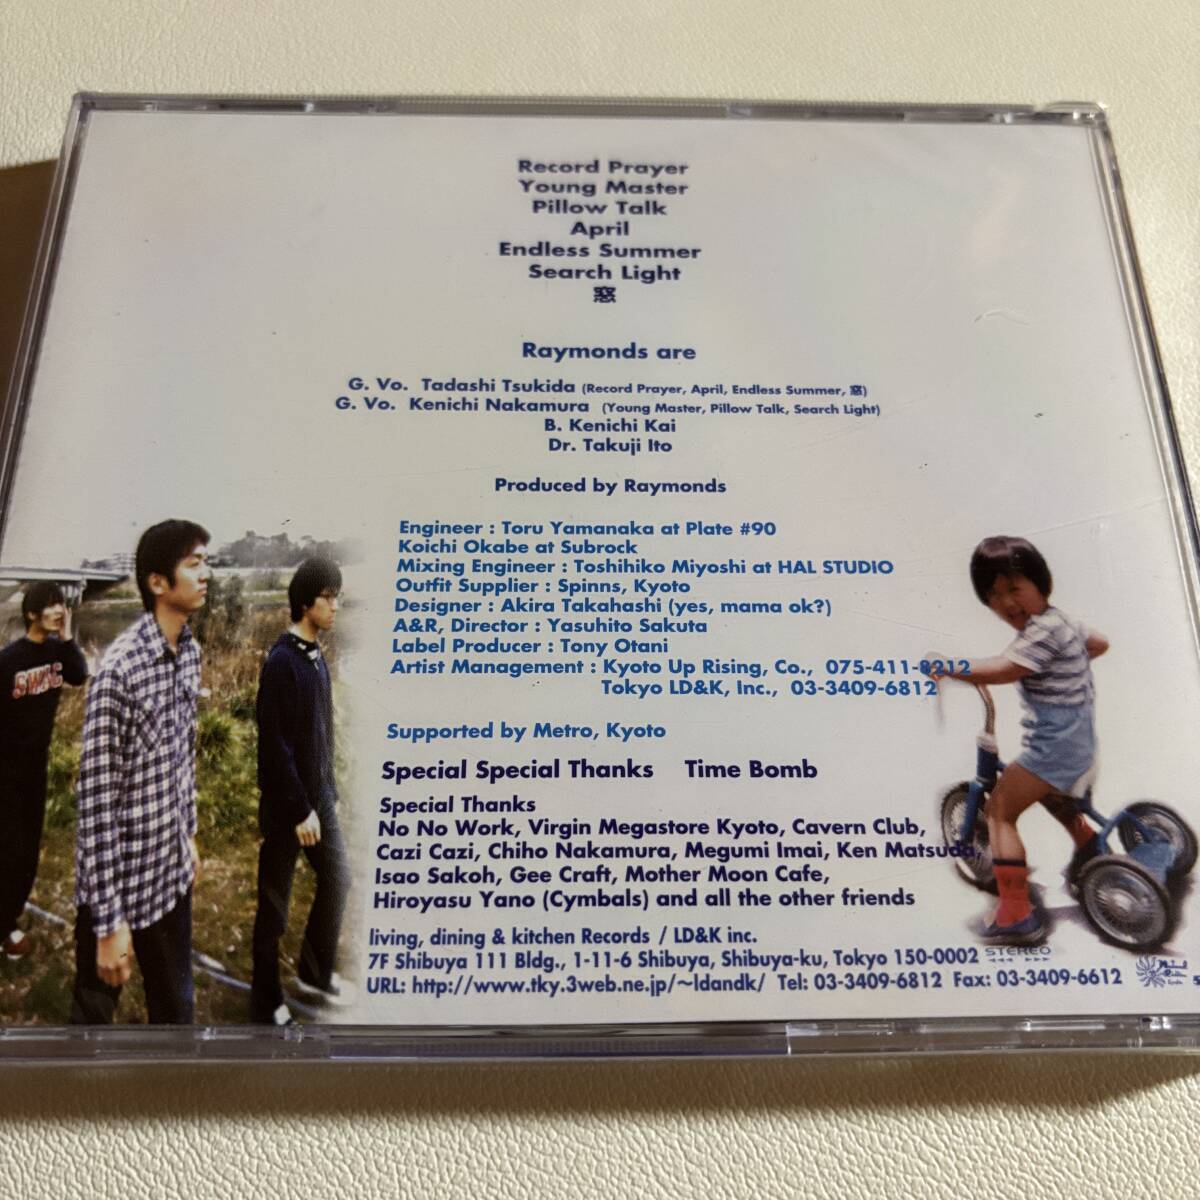 Record Prayer
Young Master
Pillow Talk
April
Endless Summer
Search Light
窓
Raymonds are
G. Vo. Tadashi Tsukida (Record Prayer, April, Endless Summer, 窓)
G. Vo. Kenichi Nakamura (Young Master, Pillow Talk, Search Light)
B. Kenichi Kai
Dr. Takuji Ito
Produced by Raymonds
Engineer : Toru Yamanaka at Plate #90
Koichi Okabe at Subrock
Mixing Engineer : Toshihiko Miyoshi at HAL STUDIO
Outfit Supplier : Spinns, Kyoto
Designer : Akira Takahashi (yes, mama ok?)
A&R, Director : Yasuhito Sakuta
Label Producer : Tony Otani
Artist Management : Kyoto Up Rising, Co., 075-411-8212
Tokyo LD&K, Inc., 03-3409-6812
Supported by Metro, Kyoto
Special Special Thanks Time Bomb
Special Thanks
No No Work, Virgin Megastore Kyoto, Cavern Club,
Cazi Cazi, Chiho Nakamura, Megumi Imai, Ken Matsuda,
Isao Sakoh, Gee Craft, Mother Moon Cafe,
Hiroyasu Yano (Cymbals) and all the other friends
living, dining & kitchen Records / LD&K inc.
7F Shibuya 111 Bldg., 1-11-6 Shibuya, Shibuya-ku, Tokyo 150-0002 STEREO
URL: http://www.tky.3web.ne.jp/~ldandk/ Tel: 03-3409-6812 Fax: 03-3409-6612